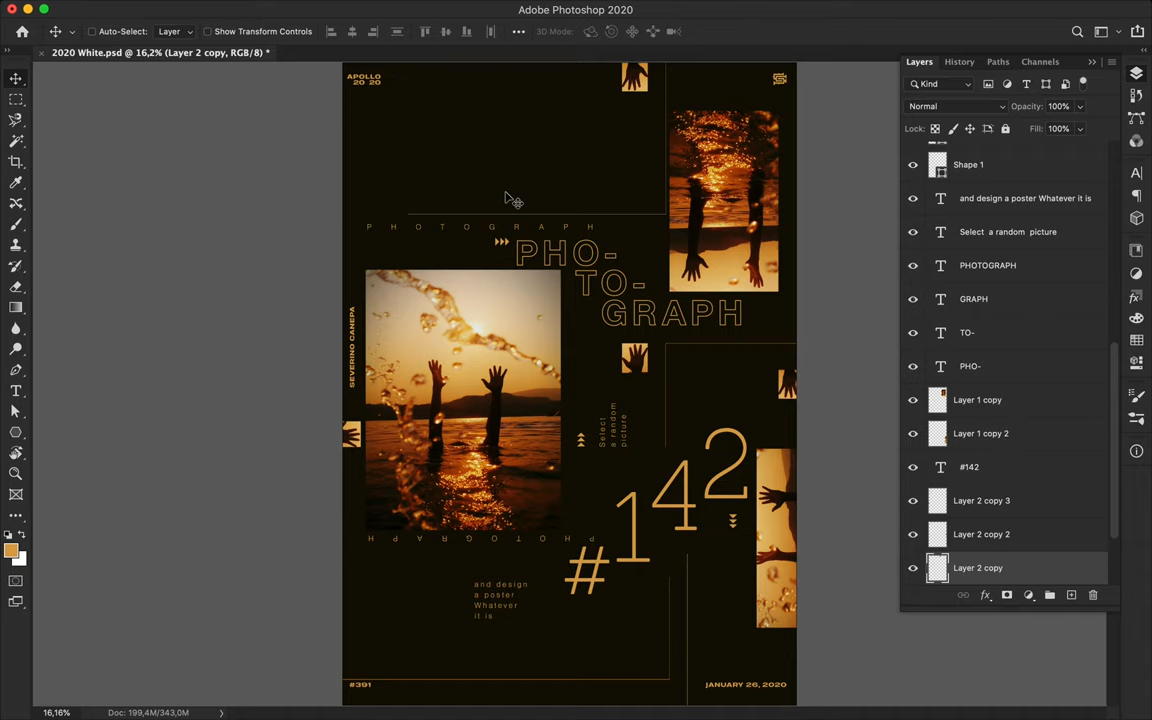 Adobe Photoshop 2020
Auto-Select: Layer Show Transform Controls 3D Mode:
2020 White.psd @ 16,2% (Layer 2 copy, RGB/8) *
Layers History Paths Channels
Kind
Normal Opacity: 100%
Lock: Fill: 100%
Shape 1
and design a poster Whatever it is
Select a random picture
PHOTOGRAPH
GRAPH
TO-
PHO-
Layer 1 copy
Layer 1 copy 2
#142
Layer 2 copy 3
Layer 2 copy 2
Layer 2 copy
APOLLO
20 20
PHOTOGRAPH
PHO-
TO-
GRAPH
SEVERINO CANEPA
Select
a random
picture
#142
PHOTOGRAPH
and design
a poster
Whatever
it is
#391
JANUARY 26, 2020
16,16% Doc: 199,4M/343,0M